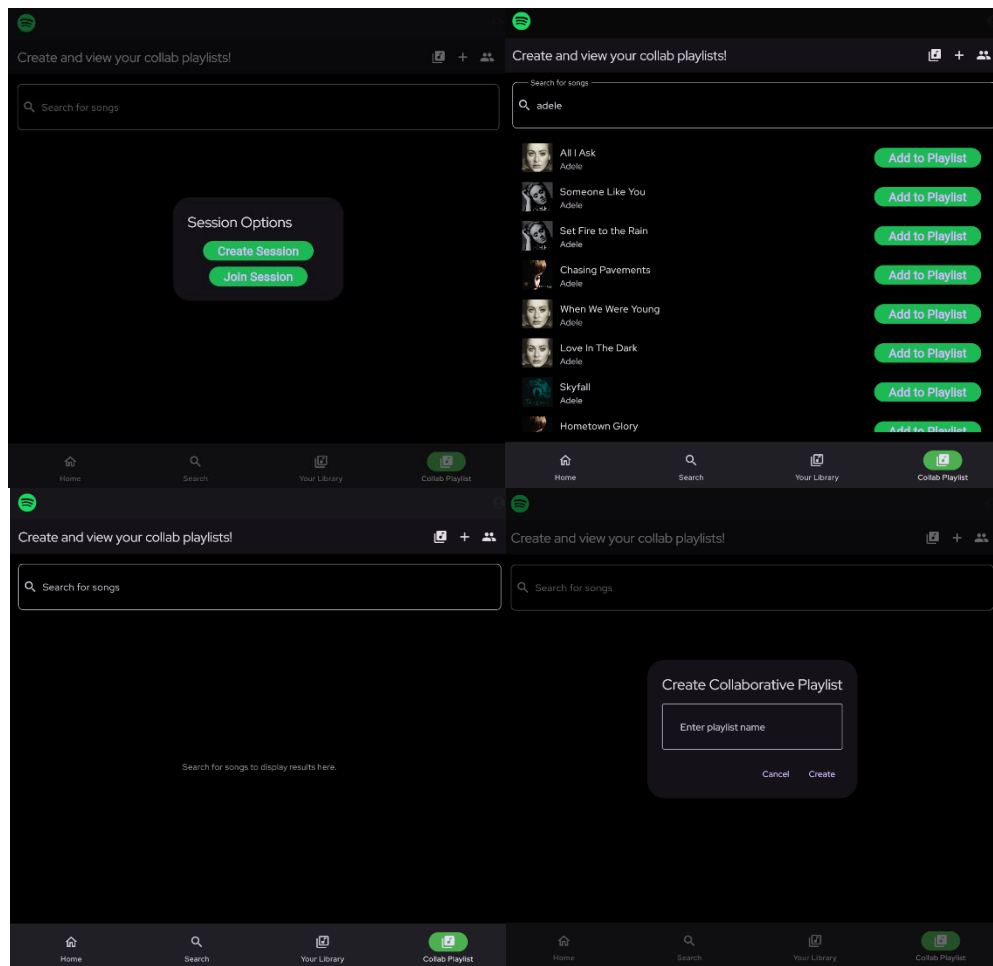 Create and view your collab playlists!
Search for songs
Session Options
Create Session
Join Session
Home
Search
Your Library
Collab Playlist
Create and view your collab playlists!
Search for songs
adele
All I Ask
Adele
Add to Playlist
Someone Like You
Adele
Add to Playlist
Set Fire to the Rain
Adele
Add to Playlist
Chasing Pavements
Adele
Add to Playlist
When We Were Young
Adele
Add to Playlist
Love In The Dark
Adele
Add to Playlist
Skyfall
Adele
Add to Playlist
Hometown Glory
Add to Playlist
Home
Search
Your Library
Collab Playlist
Create and view your collab playlists!
Search for songs
Search for songs to display results here.
Home
Search
Your Library
Collab Playlist
Create and view your collab playlists!
Search for songs
Create Collaborative Playlist
Enter playlist name
Cancel Create
Home
Search
Your Library
Collab Playlist